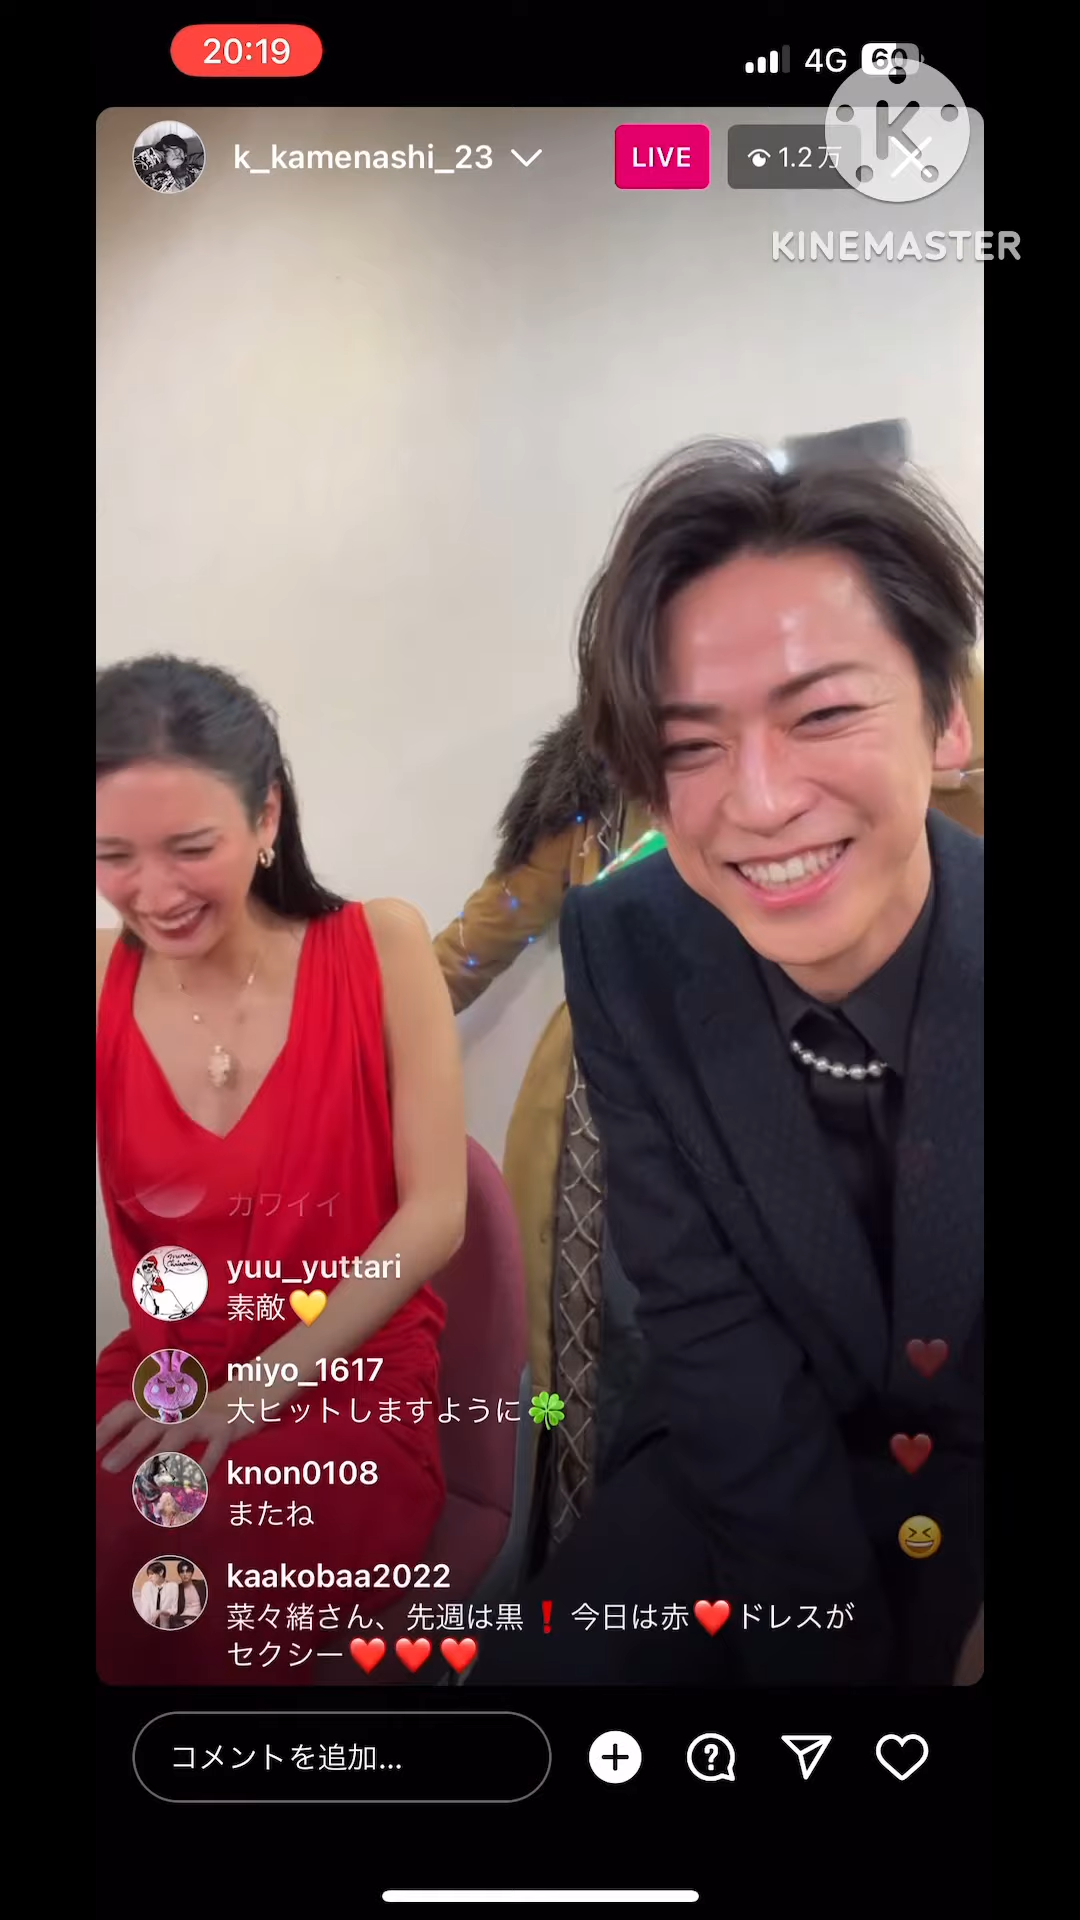 20:19
4G
60
k_kamenashi_23
LIVE
1.2万
K
KINEMASTER
カワイイ
yuu_yuttari
素敵💛
miyo_1617
大ヒットしますように🍀
knon0108
またね
kaakobaa2022
菜々緒さん、先週は黒❗今日は赤❤️ドレスが
セクシー❤️❤️❤️
コメントを追加...